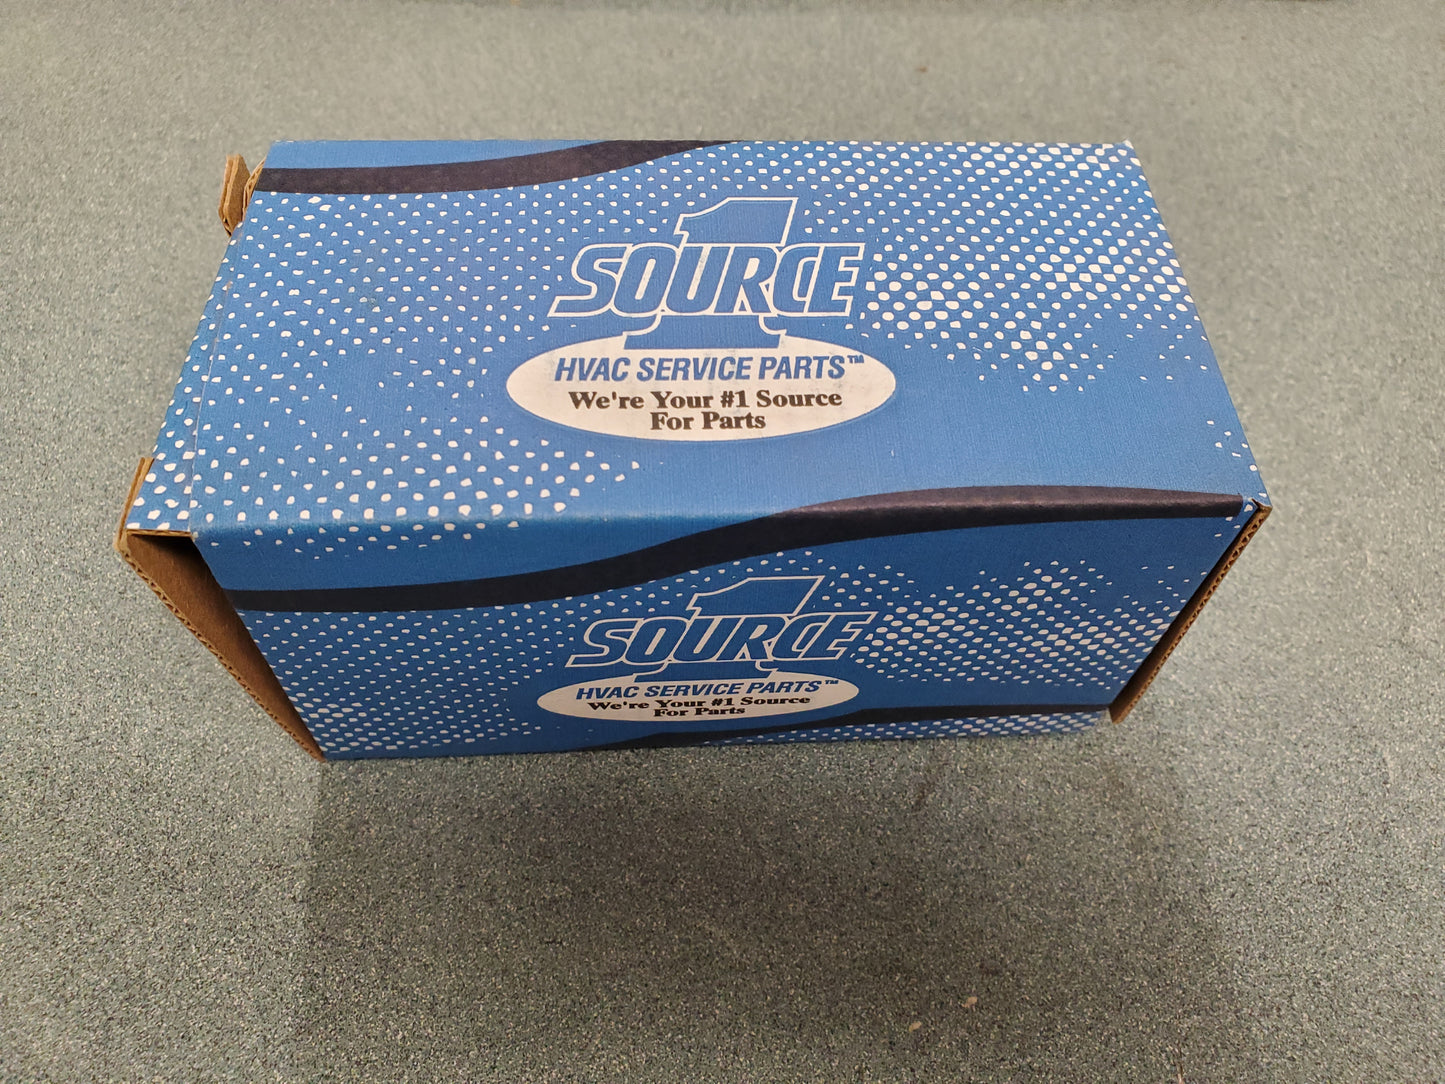 1
SOURCE
HVAC SERVICE PARTS™
We're Your #1 Source
For Parts
1
SOURCE
HVAC SERVICE PARTS™
We're Your #1 Source
For Parts